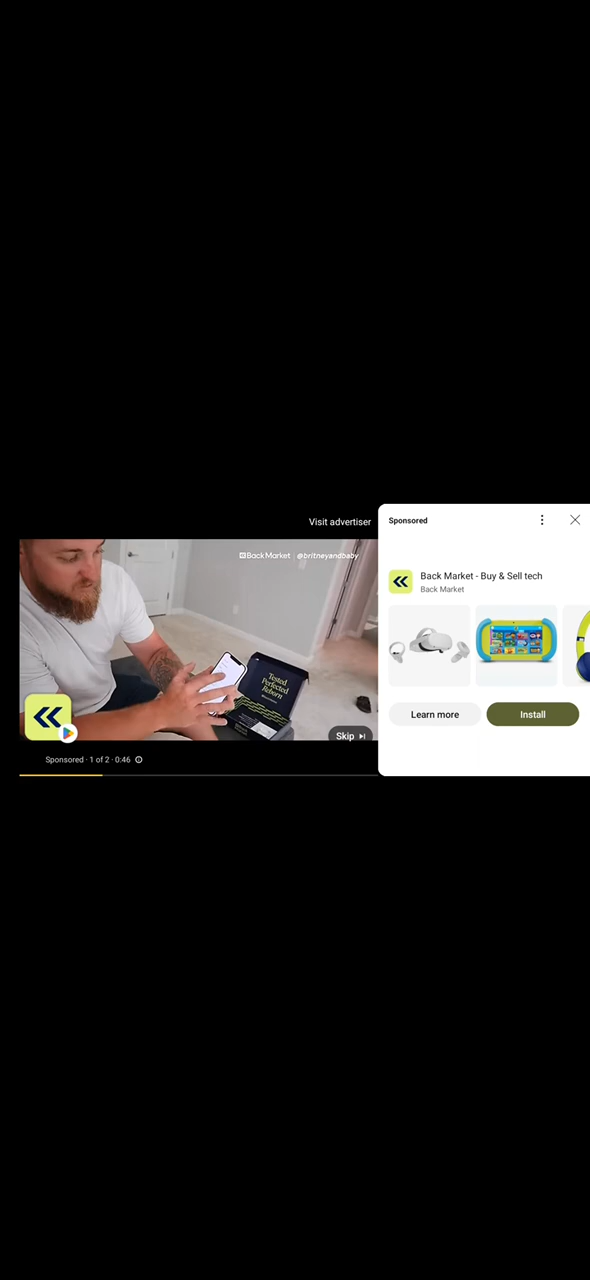 Visit advertiser
Back Market @britneyandbaby
Tested
Perfected
Reborn
Skip
Sponsored · 1 of 2 · 0:46
Sponsored
Back Market - Buy & Sell tech
Back Market
Learn more
Install